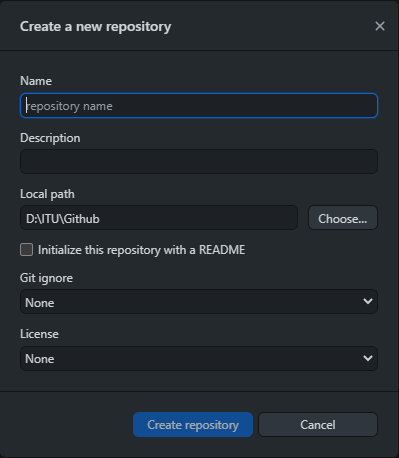 Create a new repository
Name
repository name
Description
Local path
D:\ITU\Github
Choose...
Initialize this repository with a README
Git ignore
None
License
None
Create repository
Cancel